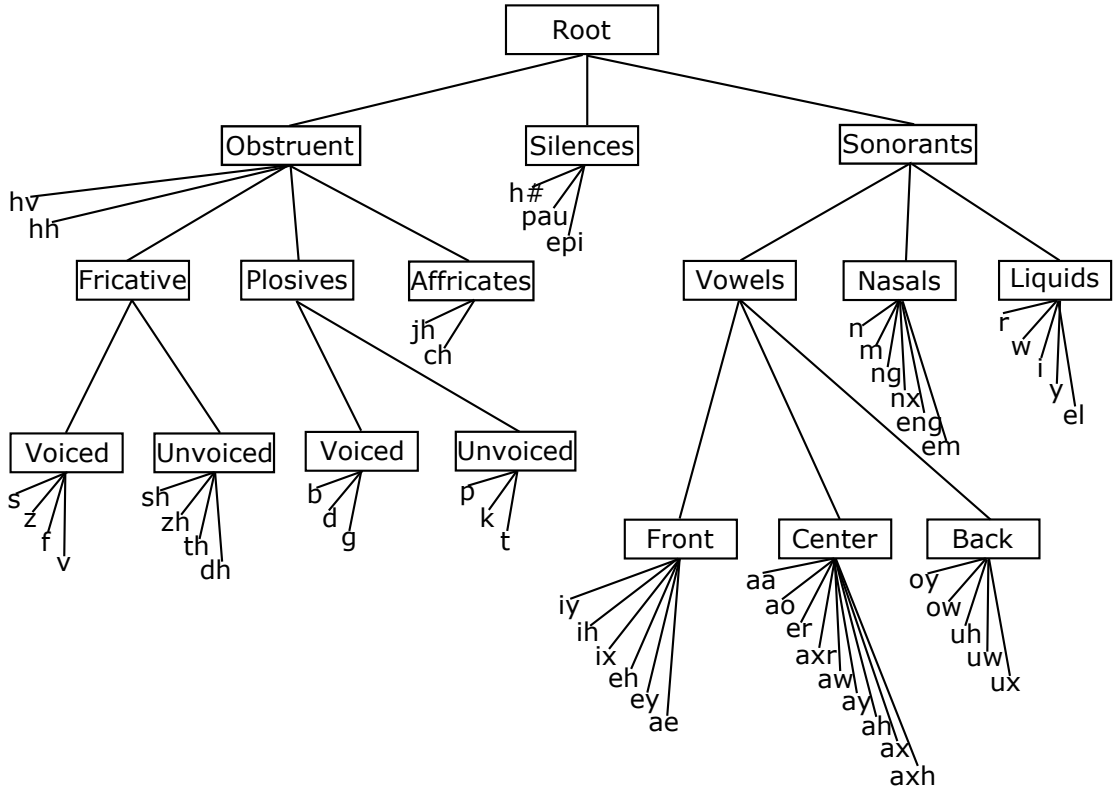 Root
Obstruent
Silences
Sonorants
hv
hh
h#
pau
epi
Fricative
Plosives
Affricates
Vowels
Nasals
Liquids
jh
ch
n
m
ng
nx
eng
em
r
w
i
y
el
Voiced
Unvoiced
Voiced
Unvoiced
s
z
f
v
sh
zh
th
dh
b
d
g
p
k
t
Front
Center
Back
iy
ih
ix
eh
ey
ae
aa
ao
er
axr
aw
ay
ah
ax
axh
oy
ow
uh
uw
ux